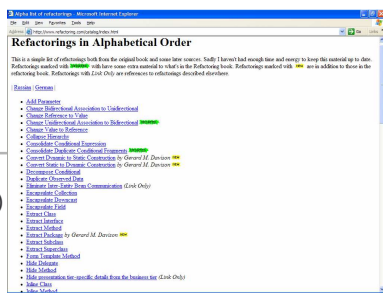 Alpha list of refactorings - Microsoft Internet Explorer
File Edit View Favorites Tools Help
Address http://www.refactoring.com/catalog/index.html Go Links
Refactorings in Alphabetical Order
This is a simple list of refactorings both from the original book and some later sources. Sadly I haven't had enough time and energy to keep this material up to date.
Refactorings marked with with have some extra material to what's in the Refactoring book. Refactorings marked with are in addition to those in the
refactoring book. Refactorings with Link Only are references to refactorings described elsewhere.
| Russian | German |
Add Parameter
Change Bidirectional Association to Unidirectional
Change Reference to Value
Change Unidirectional Association to Bidirectional
Change Value to Reference
Collapse Hierarchy
Consolidate Conditional Expression
Consolidate Duplicate Conditional Fragments
Convert Dynamic to Static Construction by Gerard M. Davison NEW
Convert Static to Dynamic Construction by Gerard M. Davison NEW
Decompose Conditional
Duplicate Observed Data
Eliminate Inter-Entity Bean Communication (Link Only)
Encapsulate Collection
Encapsulate Downcast
Encapsulate Field
Extract Class
Extract Interface
Extract Method
Extract Package by Gerard M. Davison NEW
Extract Subclass
Extract Superclass
Form Template Method
Hide Delegate
Hide Method
Hide presentation tier-specific details from the business tier (Link Only)
Inline Class
Inline Method